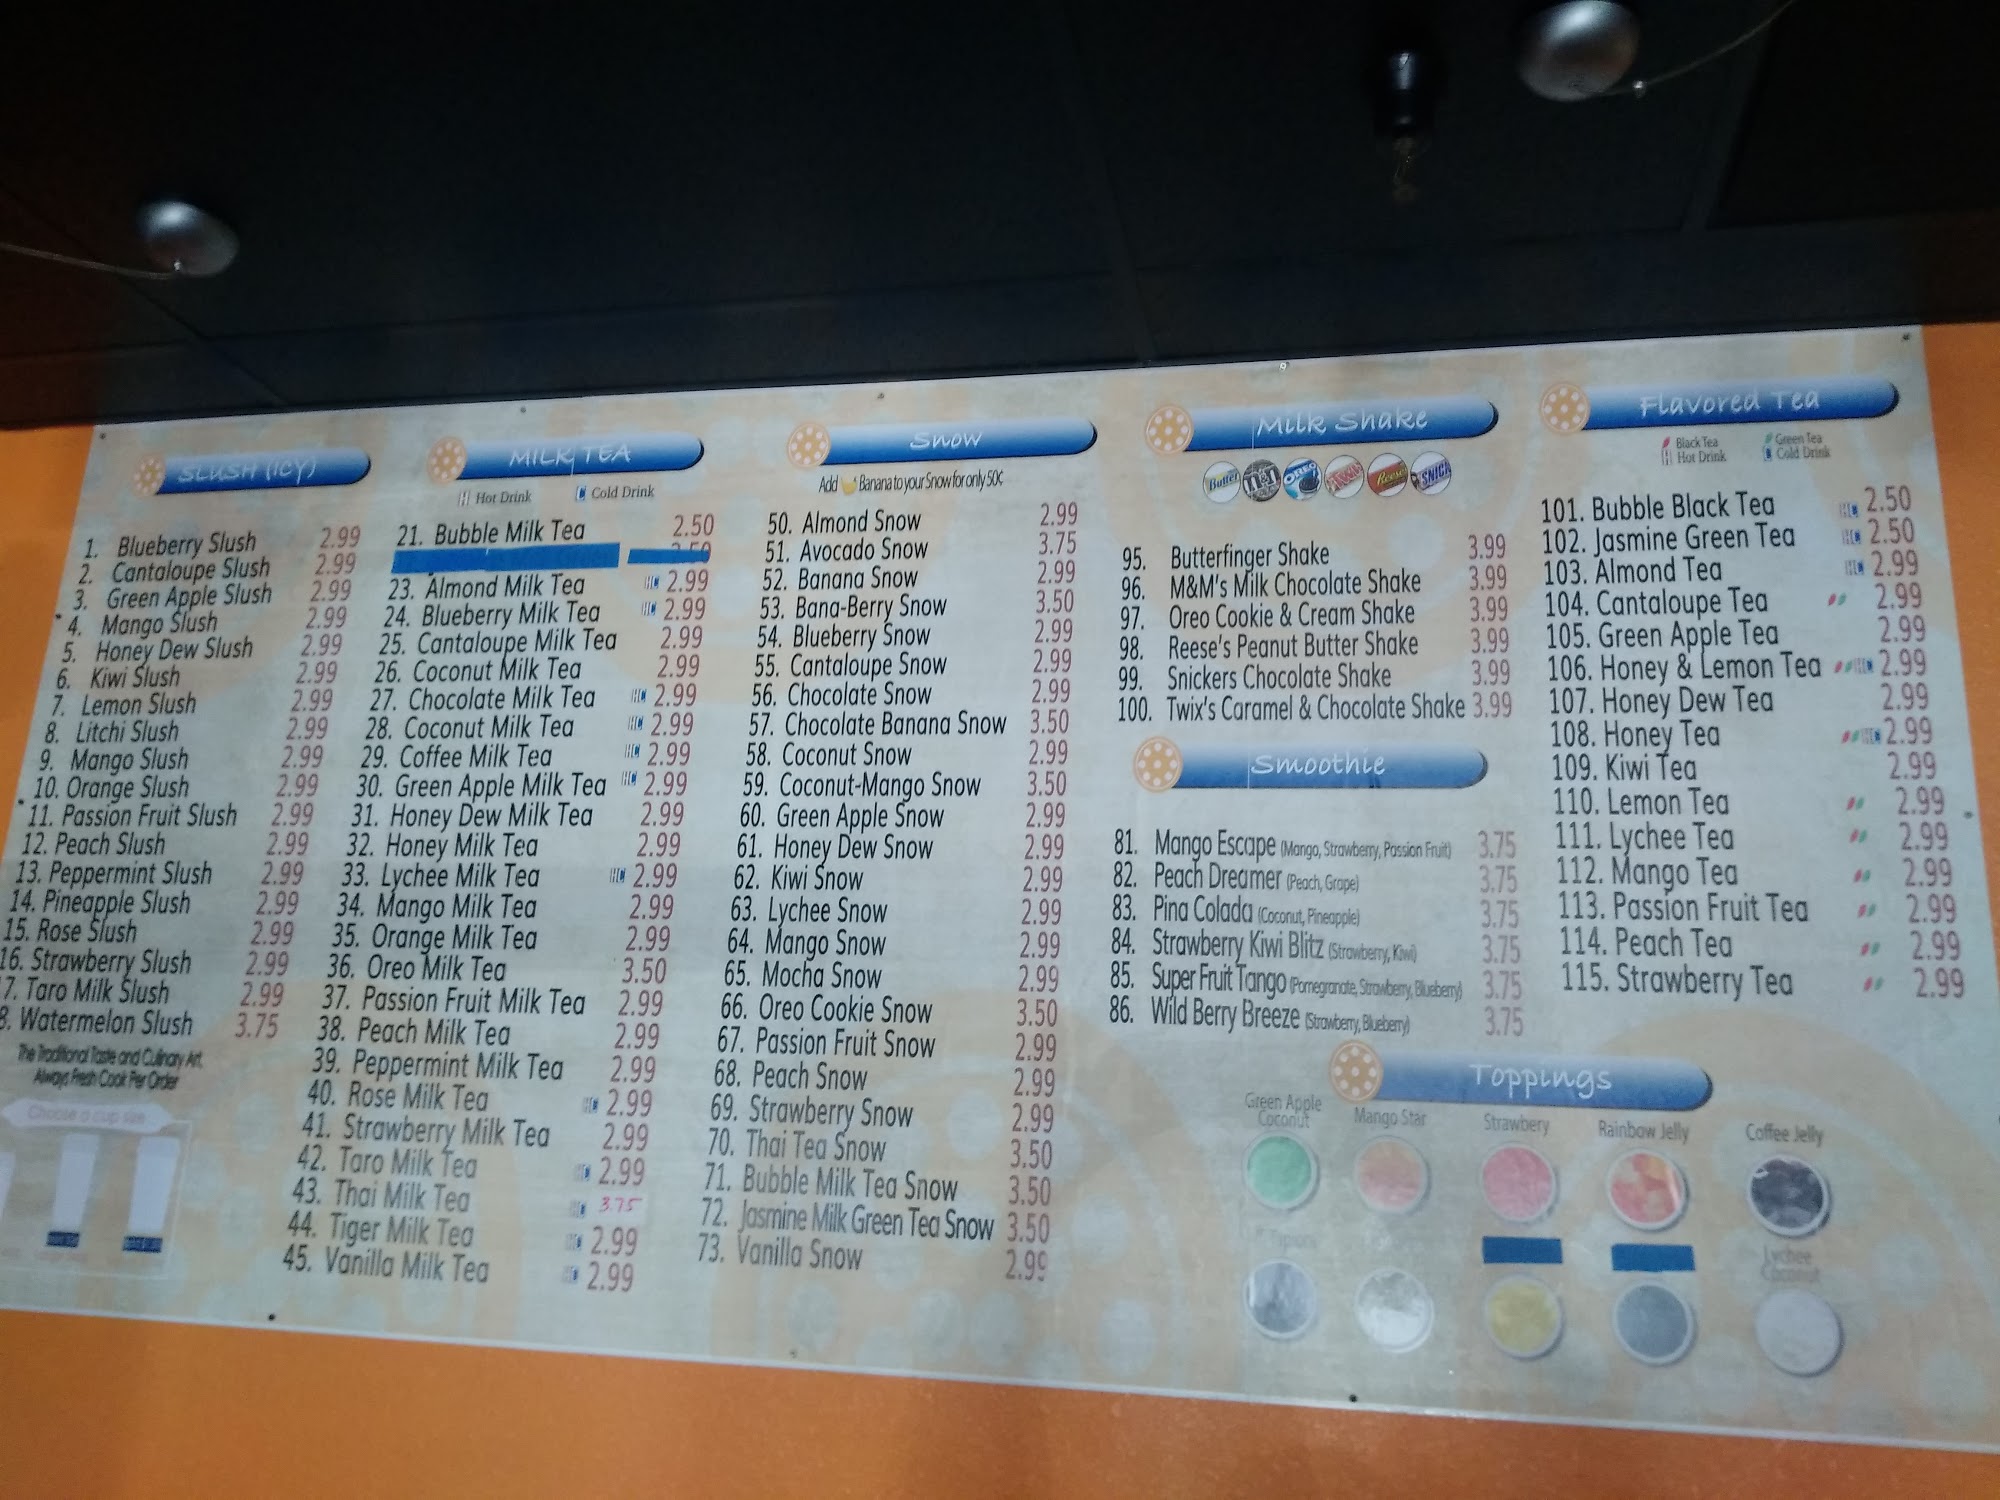 SLUSH (ICY)
1. Blueberry Slush 2.99
2. Cantaloupe Slush 2.99
3. Green Apple Slush 2.99
4. Mango Slush 2.99
5. Honey Dew Slush 2.99
6. Kiwi Slush 2.99
7. Lemon Slush 2.99
8. Litchi Slush 2.99
9. Mango Slush 2.99
10. Orange Slush 2.99
11. Passion Fruit Slush 2.99
12. Peach Slush 2.99
13. Peppermint Slush 2.99
14. Pineapple Slush 2.99
15. Rose Slush 2.99
16. Strawberry Slush 2.99
7. Taro Milk Slush 2.99
8. Watermelon Slush 3.75
The Traditional Taste and Culinary Art,
Always Fresh Cook Per Order
Choose a cup size
MILK TEA
Hot Drink Cold Drink
21. Bubble Milk Tea 2.50
23. Almond Milk Tea 2.99
24. Blueberry Milk Tea 2.99
25. Cantaloupe Milk Tea 2.99
26. Coconut Milk Tea 2.99
27. Chocolate Milk Tea 2.99
28. Coconut Milk Tea 2.99
29. Coffee Milk Tea 2.99
30. Green Apple Milk Tea 2.99
31. Honey Dew Milk Tea 2.99
32. Honey Milk Tea 2.99
33. Lychee Milk Tea 2.99
34. Mango Milk Tea 2.99
35. Orange Milk Tea 2.99
36. Oreo Milk Tea 3.50
37. Passion Fruit Milk Tea 2.99
38. Peach Milk Tea 2.99
39. Peppermint Milk Tea 2.99
40. Rose Milk Tea 2.99
41. Strawberry Milk Tea 2.99
42. Taro Milk Tea 2.99
43. Thai Milk Tea 3.75
44. Tiger Milk Tea 2.99
45. Vanilla Milk Tea 2.99
Snow
Add Banana to your Snow for only 50¢
50. Almond Snow 2.99
51. Avocado Snow 3.75
52. Banana Snow 2.99
53. Bana-Berry Snow 3.50
54. Blueberry Snow 2.99
55. Cantaloupe Snow 2.99
56. Chocolate Snow 2.99
57. Chocolate Banana Snow 3.50
58. Coconut Snow 2.99
59. Coconut-Mango Snow 3.50
60. Green Apple Snow 2.99
61. Honey Dew Snow 2.99
62. Kiwi Snow 2.99
63. Lychee Snow 2.99
64. Mango Snow 2.99
65. Mocha Snow 2.99
66. Oreo Cookie Snow 3.50
67. Passion Fruit Snow 2.99
68. Peach Snow 2.99
69. Strawberry Snow 2.99
70. Thai Tea Snow 3.50
71. Bubble Milk Tea Snow 3.50
72. Jasmine Milk Green Tea Snow 3.50
73. Vanilla Snow 2.99
Milk Shake
Butter M&M OREO Reese SNICK
95. Butterfinger Shake 3.99
96. M&M's Milk Chocolate Shake 3.99
97. Oreo Cookie & Cream Shake 3.99
98. Reese's Peanut Butter Shake 3.99
99. Snickers Chocolate Shake 3.99
100. Twix's Caramel & Chocolate Shake 3.99
Smoothie
81. Mango Escape (Mango, Strawberry, Passion Fruit) 3.75
82. Peach Dreamer (Peach, Grape) 3.75
83. Pina Colada (Coconut, Pineapple) 3.75
84. Strawberry Kiwi Blitz (Strawberry, Kiwi) 3.75
85. Super Fruit Tango (Pomegranate, Strawberry, Blueberry) 3.75
86. Wild Berry Breeze (Strawberry, Blueberry) 3.75
Flavored Tea
Black Tea Green Tea
Hot Drink Cold Drink
101. Bubble Black Tea 2.50
102. Jasmine Green Tea 2.50
103. Almond Tea 2.99
104. Cantaloupe Tea 2.99
105. Green Apple Tea 2.99
106. Honey & Lemon Tea 2.99
107. Honey Dew Tea 2.99
108. Honey Tea 2.99
109. Kiwi Tea 2.99
110. Lemon Tea 2.99
111. Lychee Tea 2.99
112. Mango Tea 2.99
113. Passion Fruit Tea 2.99
114. Peach Tea 2.99
115. Strawberry Tea 2.99
Toppings
Green Apple
Coconut
Mango Star
Strawbery
Rainbow Jelly
Coffee Jelly
Lychee
Coconut